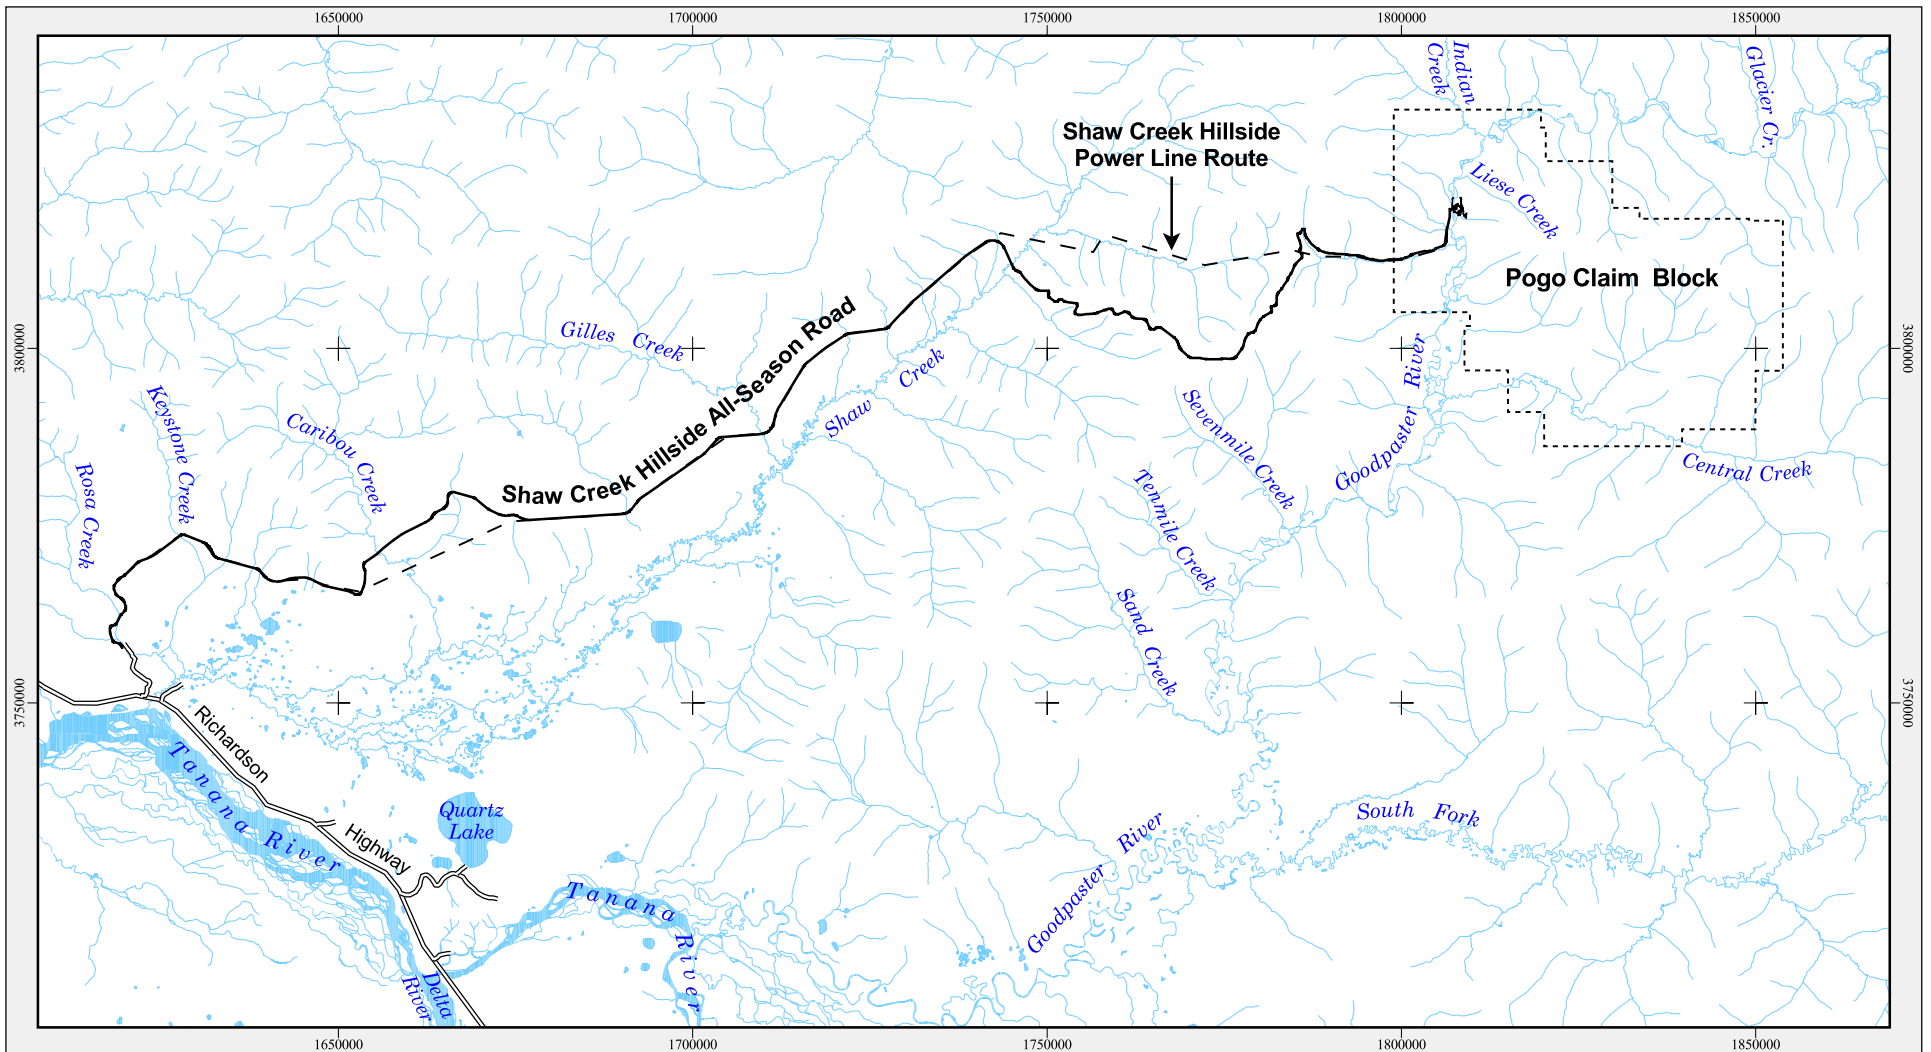 1650000
1700000
1750000
1800000
1850000
Indian
Creek
Glacier Cr.
Shaw Creek Hillside
Power Line Route
Liese Creek
Pogo Claim Block
Shaw Creek Hillside All-Season Road
Gilles Creek
3800000
3800000
Shaw Creek
Goodpaster River
Keystone Creek
Caribou Creek
Rosa Creek
Sevenmile Creek
Central Creek
Tenmile Creek
Sand Creek
3750000
3750000
Richardson
Highway
Tanana River
Quartz
Lake
South Fork
Goodpaster River
Tanana
River
Delta
River
1650000
1700000
1750000
1800000
1850000